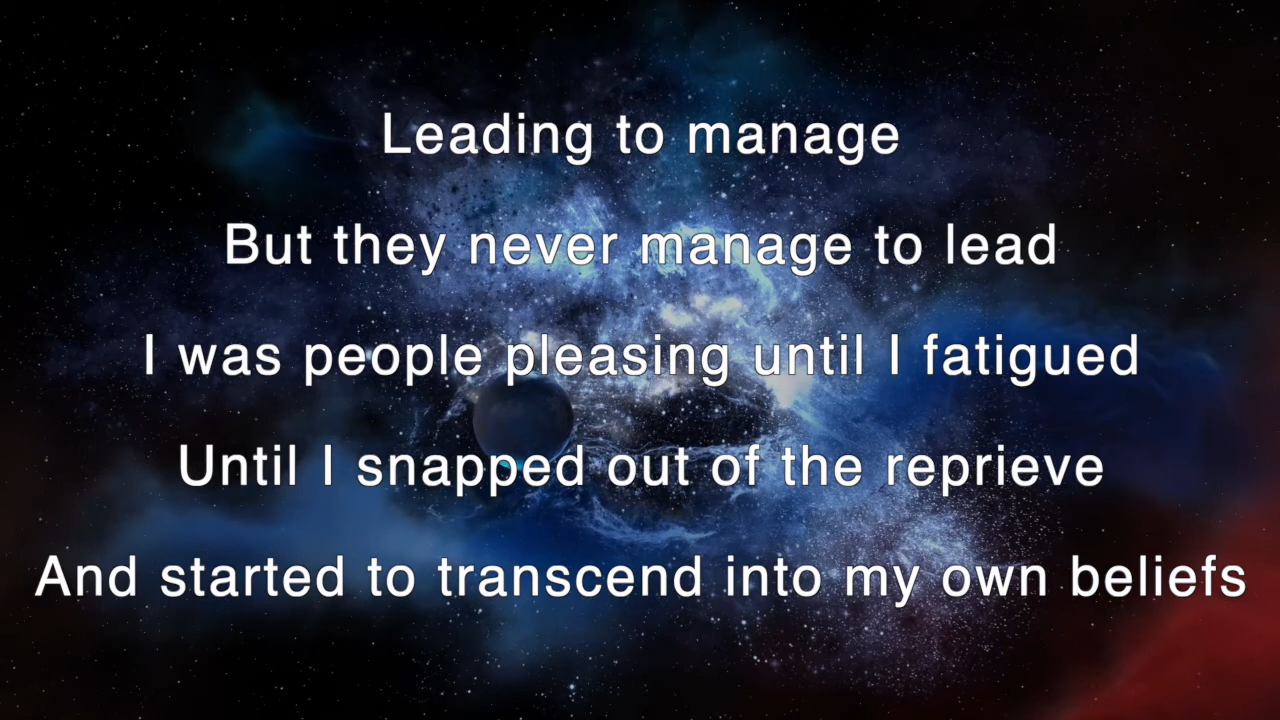 Leading to manage
But they never manage to lead
I was people pleasing until I fatigued
Until I snapped out of the reprieve
And started to transcend into my own beliefs